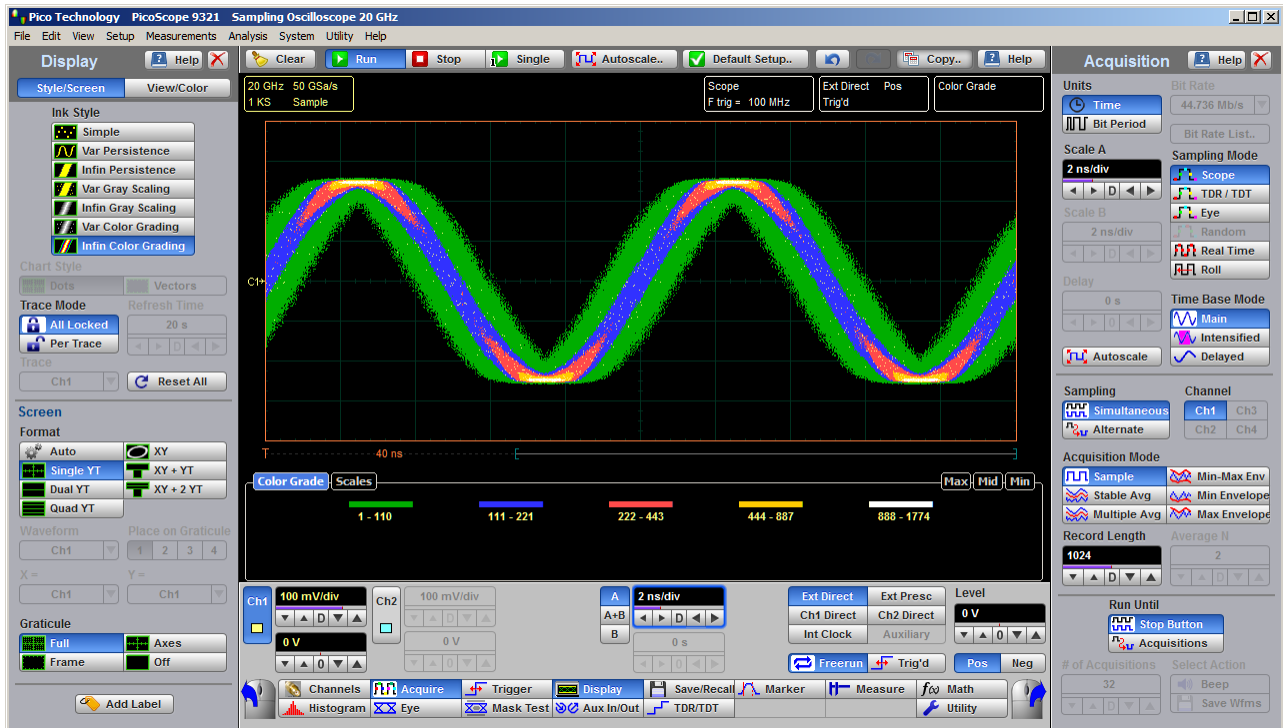 Pico Technology PicoScope 9321 Sampling Oscilloscope 20 GHz
File Edit View Setup Measurements Analysis System Utility Help
Display Help
Style/Screen View/Color
Ink Style
Simple
Var Persistence
Infin Persistence
Var Gray Scaling
Infin Gray Scaling
Var Color Grading
Infin Color Grading
Chart Style
Dots Vectors
Trace Mode Refresh Time
All Locked 20 s
Per Trace D
Trace
Ch1 Reset All
Screen
Format
Auto XY
Single YT XY + YT
Dual YT XY + 2 YT
Quad YT
Waveform Place on Graticule
Ch1 1 2 3 4
X = Y =
Ch1 Ch1
Graticule
Full Axes
Frame Off
Add Label
Clear Run Stop Single Autoscale.. Default Setup.. Copy.. Help
20 GHz 50 GSa/s
1 KS Sample
Scope
F trig = 100 MHz
Ext Direct Pos
Trig'd
Color Grade
C1
T 40 ns
Color Grade Scales Max Mid Min
1 - 110 111 - 221 222 - 443 444 - 887 888 - 1774
Ch1 100 mV/div Ch2 100 mV/div
D D
0 V 0 V
0 0
A 2 ns/div
A+B D
B 0 s
0
Ext Direct Ext Presc
Ch1 Direct Ch2 Direct
Int Clock Auxiliary
Freerun Trig'd
Level
0 V
0
Pos Neg
Channels Acquire Trigger Display Save/Recall Marker Measure f(x) Math
Histogram Eye Mask Test Aux In/Out TDR/TDT Utility
Acquisition Help
Units Bit Rate
Time 44.736 Mb/s
Bit Period Bit Rate List..
Scale A Sampling Mode
2 ns/div Scope
D TDR / TDT
Scale B Eye
2 ns/div Random
D Real Time
Roll
Delay
0 s Time Base Mode
0 Main
Intensified
Autoscale Delayed
Sampling Channel
Simultaneous Ch1 Ch3
Alternate Ch2 Ch4
Acquisition Mode
Sample Min-Max Env
Stable Avg Min Envelope
Multiple Avg Max Envelope
Record Length Average N
1024 2
D D
Run Until
Stop Button
Acquisitions
# of Acquisitions Select Action
32 Beep
D Save Wfms